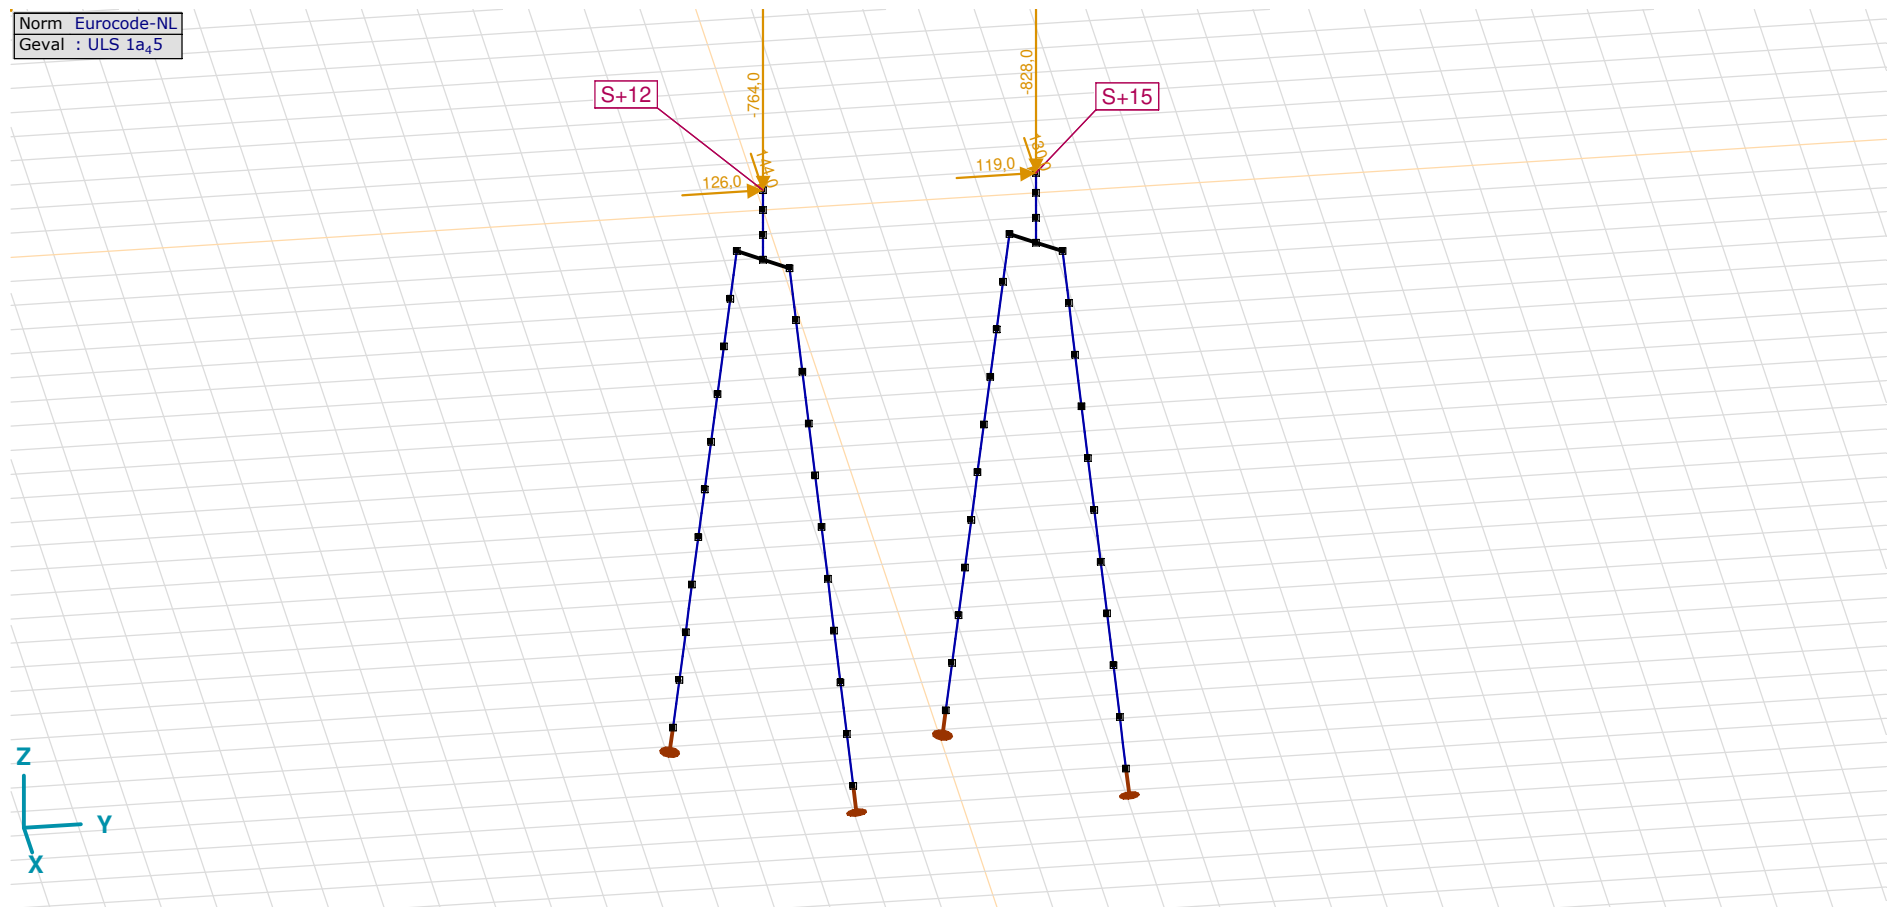 Norm Eurocode-NL
Geval : ULS 1a₄5
-764,0
-828,0
S+12
S+15
126,0
119,0
Z
Y
X